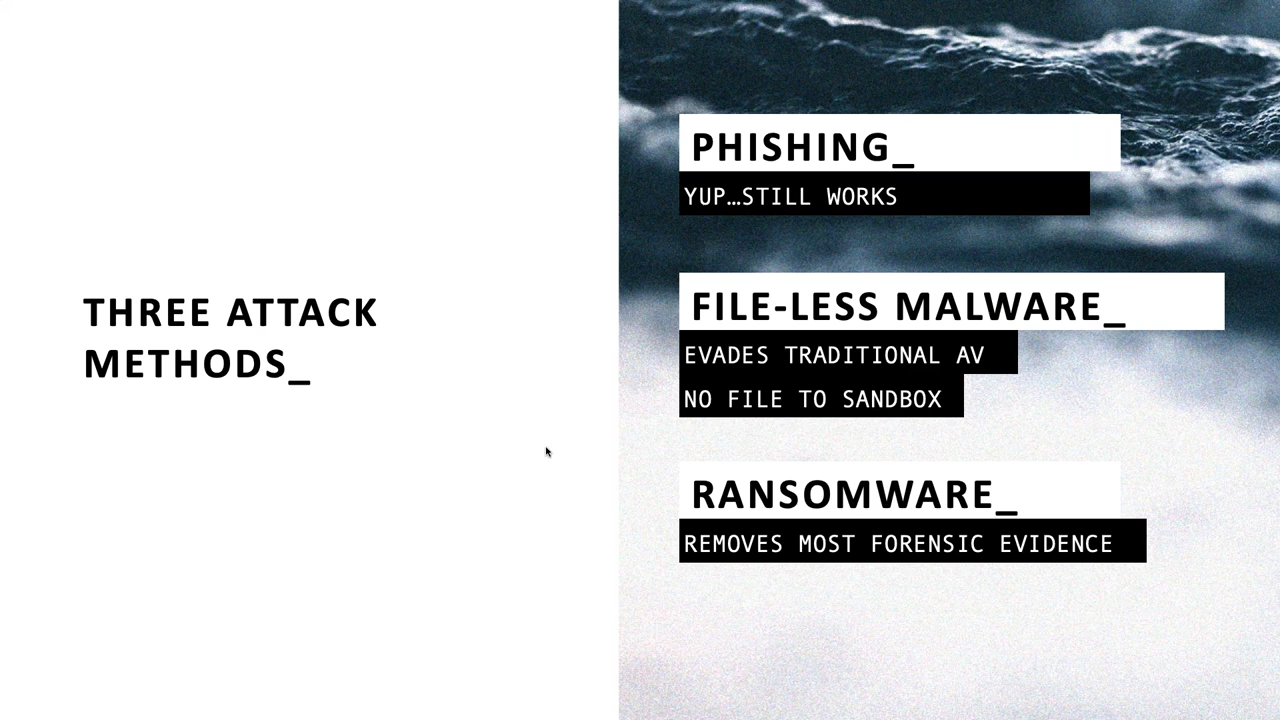 THREE ATTACK
METHODS_
PHISHING_
YUP…STILL WORKS
FILE-LESS MALWARE_
EVADES TRADITIONAL AV
NO FILE TO SANDBOX
RANSOMWARE_
REMOVES MOST FORENSIC EVIDENCE